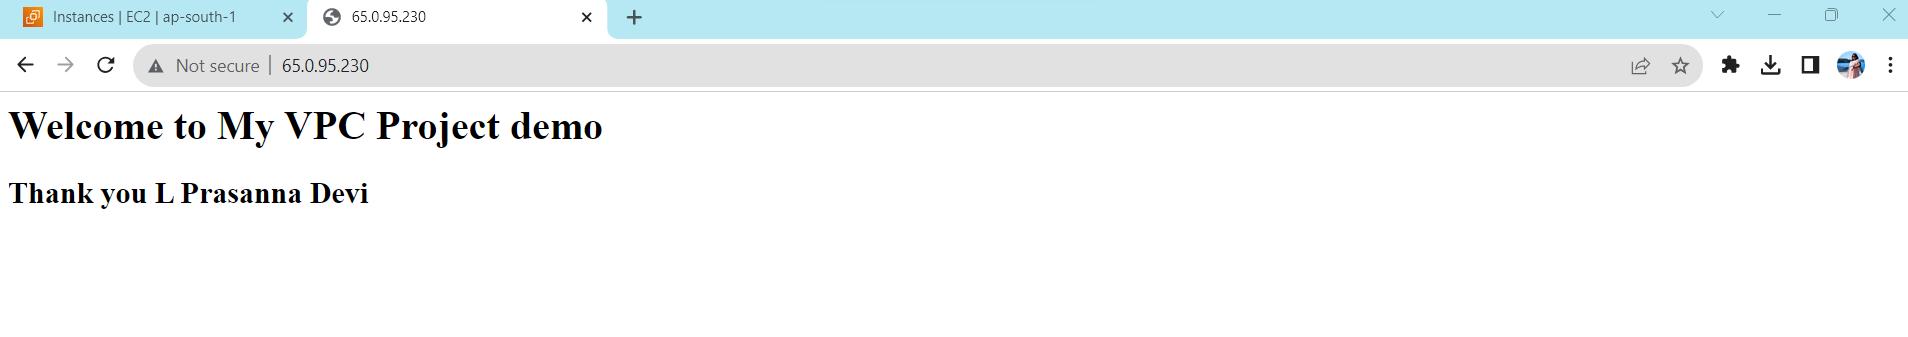 Instances | EC2 | ap-south-1
65.0.95.230
Not secure | 65.0.95.230
Welcome to My VPC Project demo
Thank you L Prasanna Devi